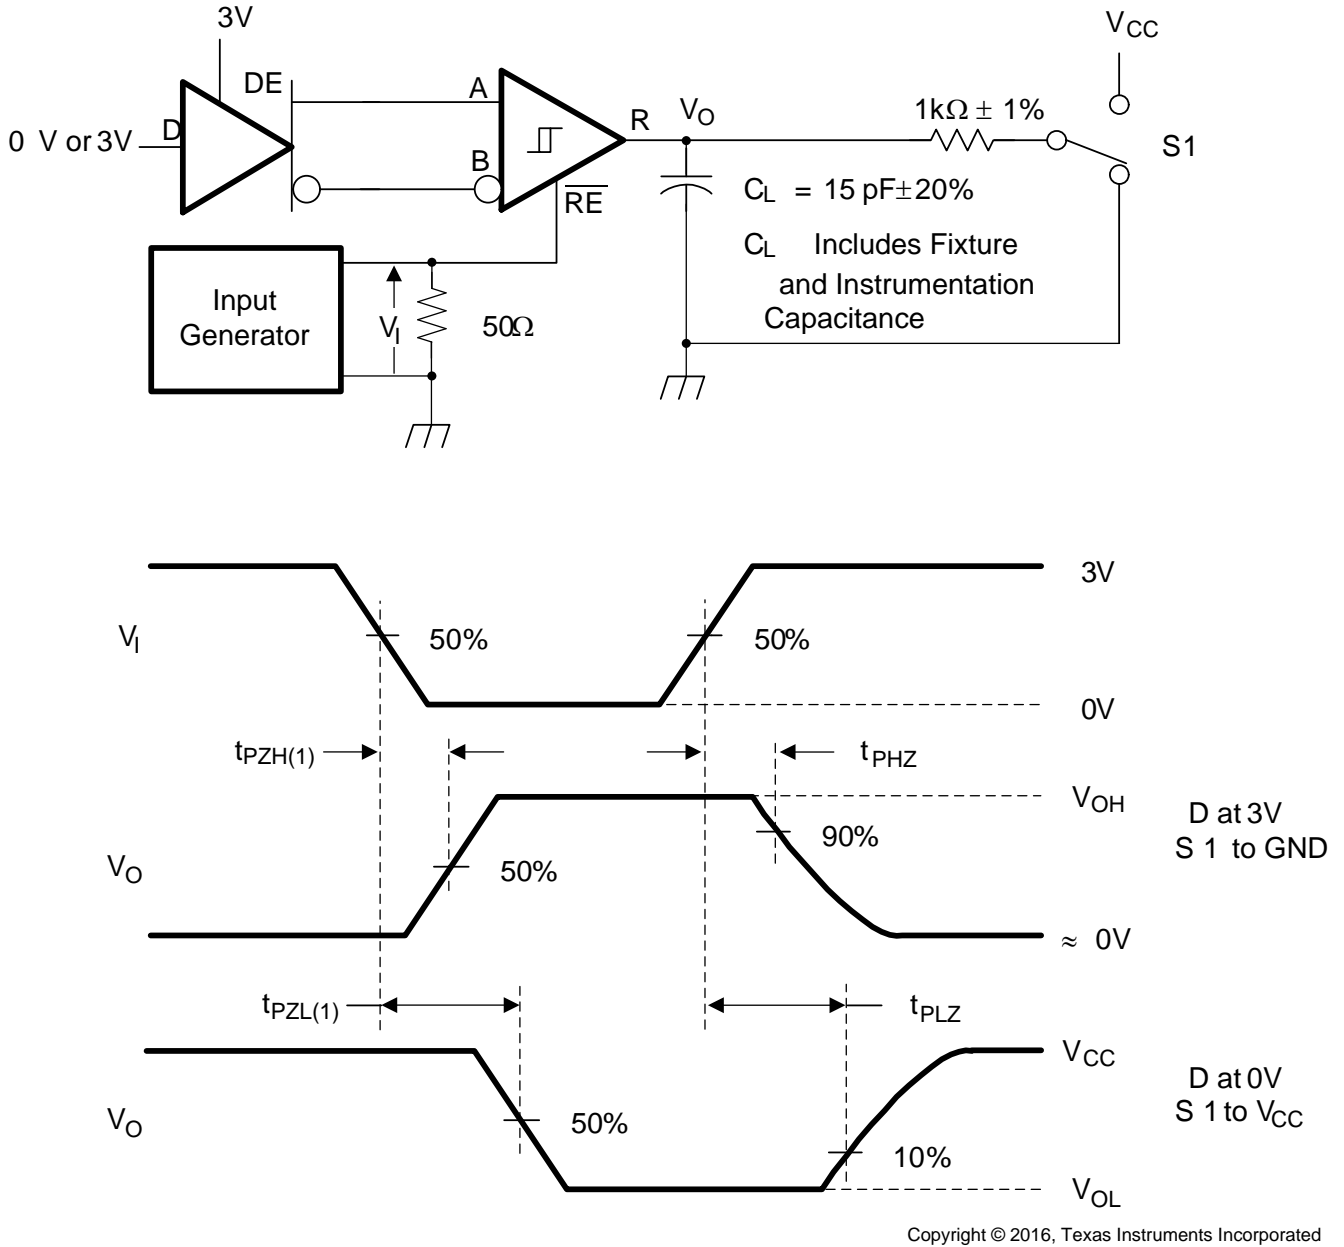 3V
V_CC
DE
A
1kΩ ± 1%
R
V_O
0 V or 3V
D
S1
B
C_L = 15 pF±20%
R̅E̅
C_L Includes Fixture
and Instrumentation
Capacitance
Input
Generator
V_I
50Ω
3V
V_I
50%
50%
0V
t_PZH(1)
t_PHZ
V_OH
D at 3V
90%
S 1 to GND
V_O
50%
≈ 0V
t_PZL(1)
t_PLZ
V_CC
D at 0V
S 1 to V_CC
V_O
50%
10%
V_OL
Copyright © 2016, Texas Instruments Incorporated